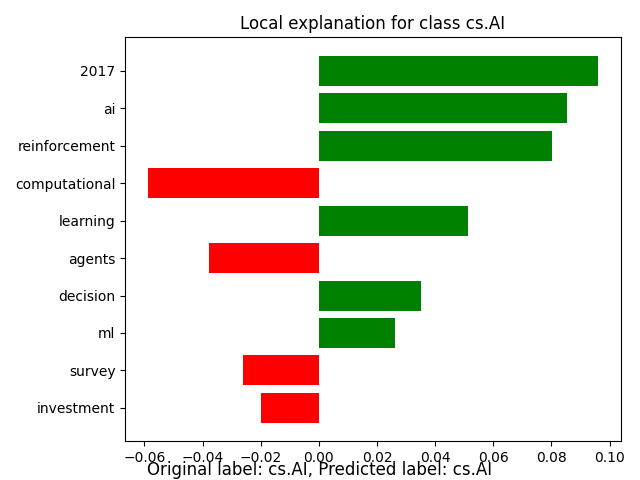 Local explanation for class cs.AI
2017
ai
reinforcement
computational
learning
agents
decision
ml
survey
investment
−0.06 −0.04 −0.02 0.00 0.02 0.04 0.06 0.08 0.10
Original label: cs.AI, Predicted label: cs.AI